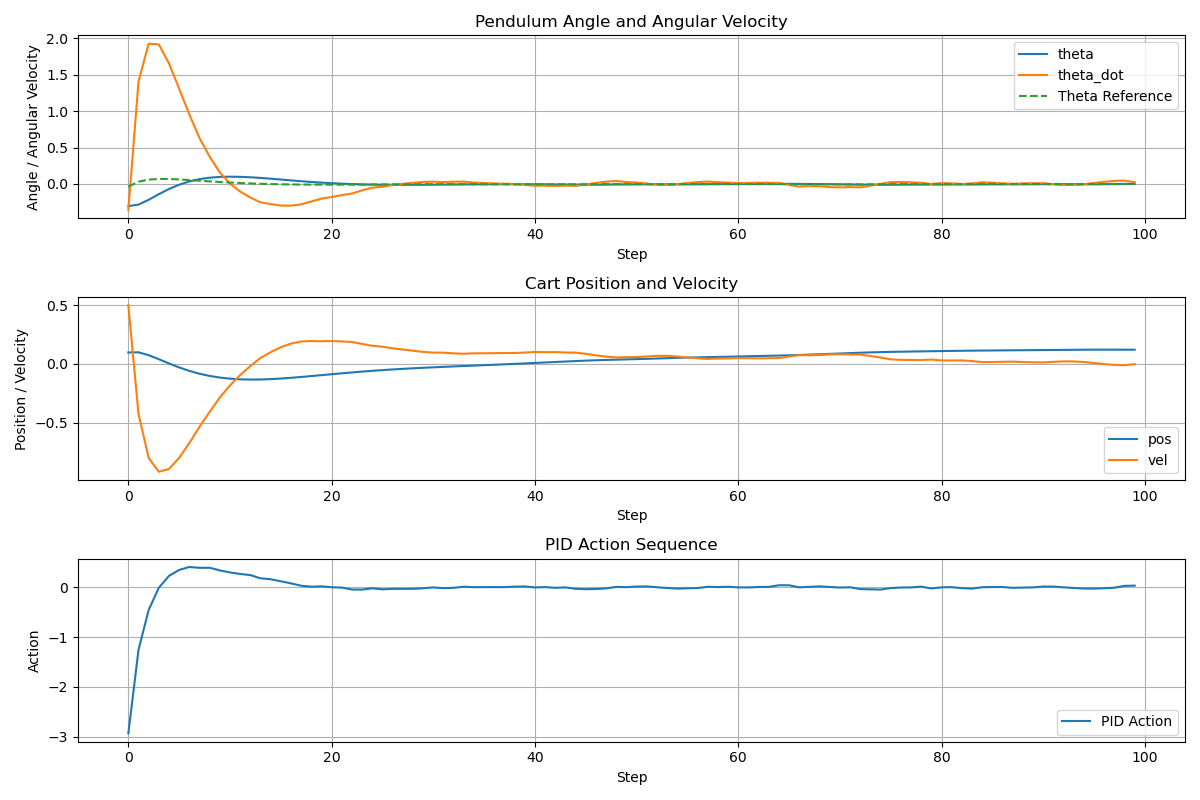 Pendulum Angle and Angular Velocity
Angle / Angular Velocity
2.0
1.5
1.0
0.5
0.0
theta
theta_dot
Theta Reference
0 20 40 60 80 100
Step
Cart Position and Velocity
Position / Velocity
0.5
0.0
−0.5
pos
vel
0 20 40 60 80 100
Step
PID Action Sequence
Action
0
−1
−2
−3
PID Action
0 20 40 60 80 100
Step